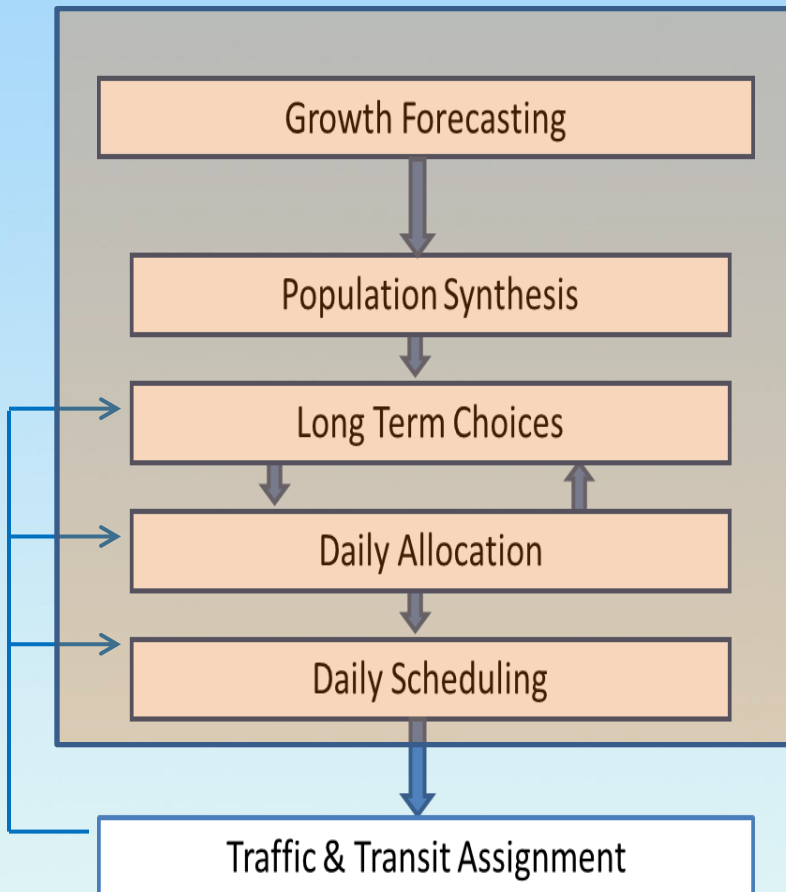 Growth Forecasting
Population Synthesis
Long Term Choices
Daily Allocation
Daily Scheduling
Traffic & Transit Assignment